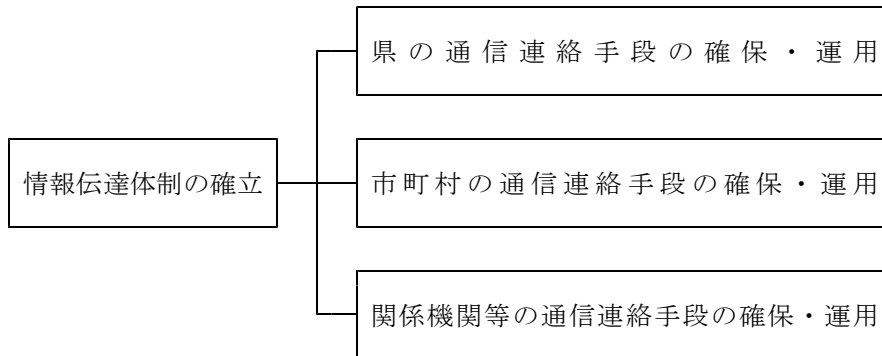 県の通信連絡手段の確保・運用
情報伝達体制の確立
市町村の通信連絡手段の確保・運用
関係機関等の通信連絡手段の確保・運用